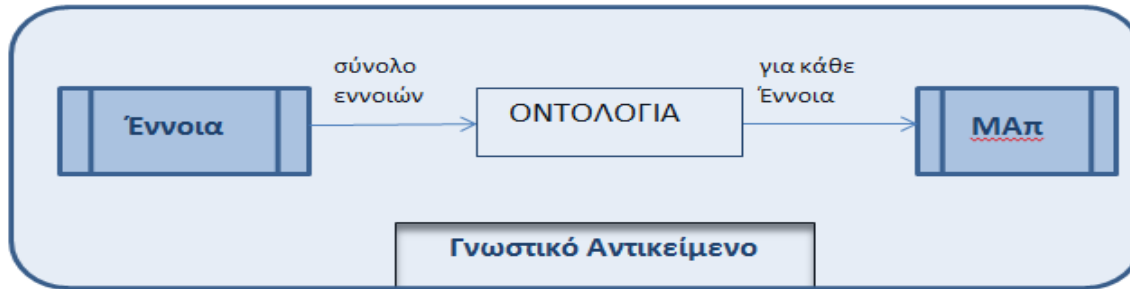 σύνολο
εννοιών
για κάθε
Έννοια
Έννοια
ΟΝΤΟΛΟΓΙΑ
ΜΑπ
Γνωστικό Αντικείμενο